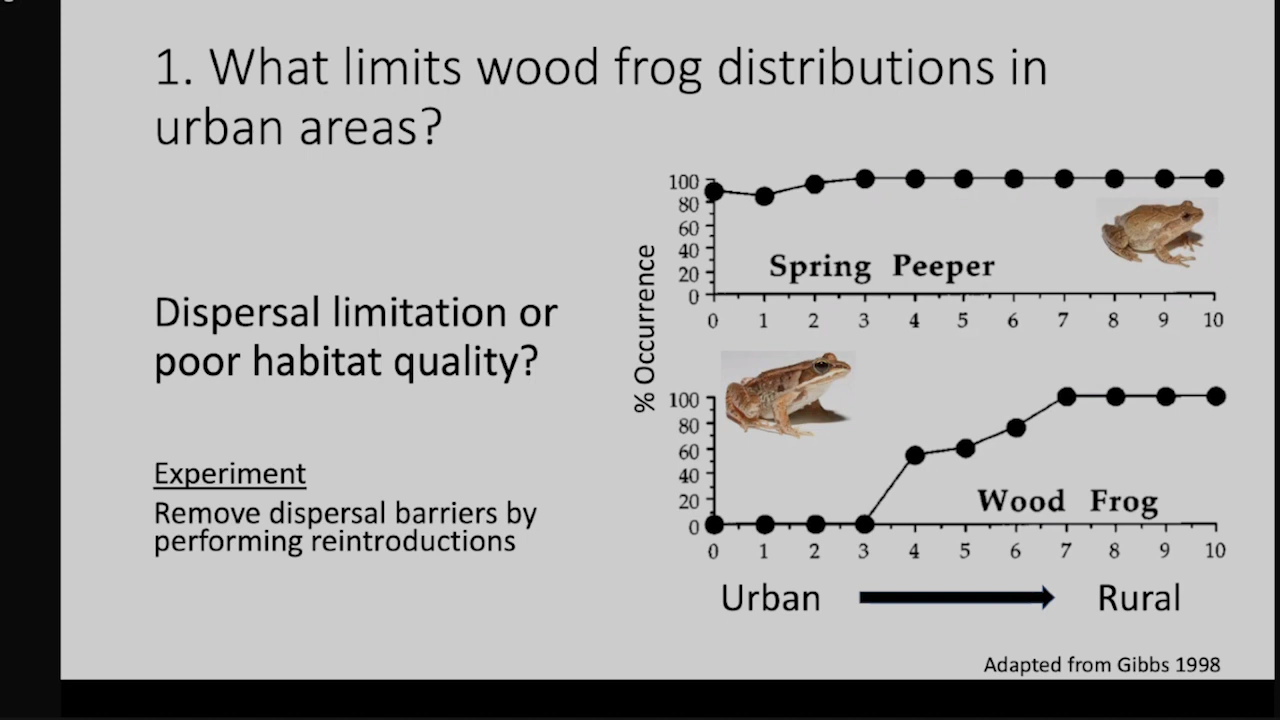 1. What limits wood frog distributions in
urban areas?
Dispersal limitation or
poor habitat quality?
Experiment
Remove dispersal barriers by
performing reintroductions
% Occurrence
100
80
60
40
20
0
Spring Peeper
0 1 2 3 4 5 6 7 8 9 10
100
80
60
40
20
0
Wood Frog
0 1 2 3 4 5 6 7 8 9 10
Urban Rural
Adapted from Gibbs 1998